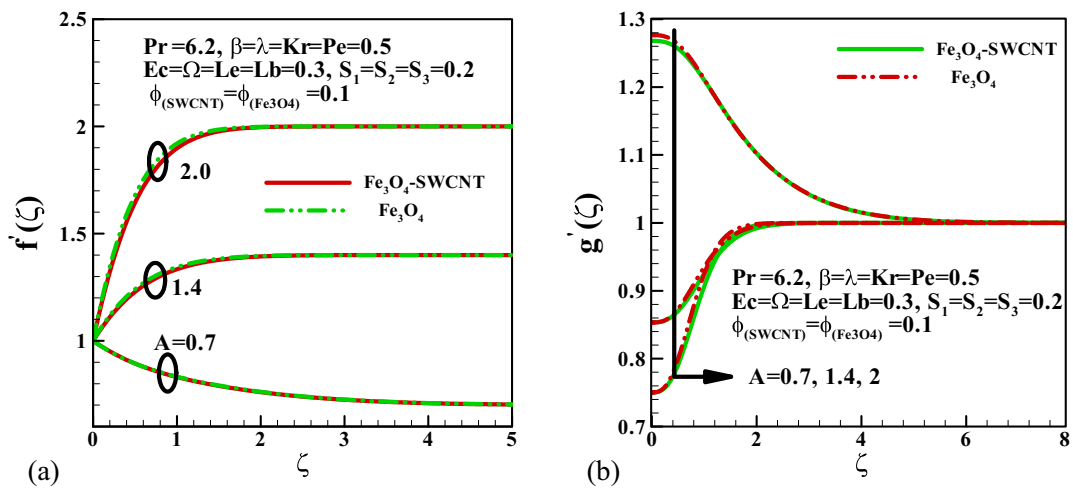 2.5
Pr =6.2, β=λ=Kr=Pe=0.5
Ec=Ω=Le=Lb=0.3, S₁=S₂=S₃=0.2
ϕ(SWCNT)=ϕ(Fe3O4) =0.1
2
2.0
Fe₃O₄-SWCNT
Fe₃O₄
f'(ζ)
1.5
1.4
A=0.7
1
0 1 2 3 4 5
(a)
ζ
1.3
Fe₃O₄-SWCNT
Fe₃O₄
1.2
1.1
g'(ζ)
1
Pr =6.2, β=λ=Kr=Pe=0.5
0.9
Ec=Ω=Le=Lb=0.3, S₁=S₂=S₃=0.2
ϕ(SWCNT)=ϕ(Fe3O4) =0.1
0.8
A=0.7, 1.4, 2
0.7
0 2 4 6 8
(b)
ζ